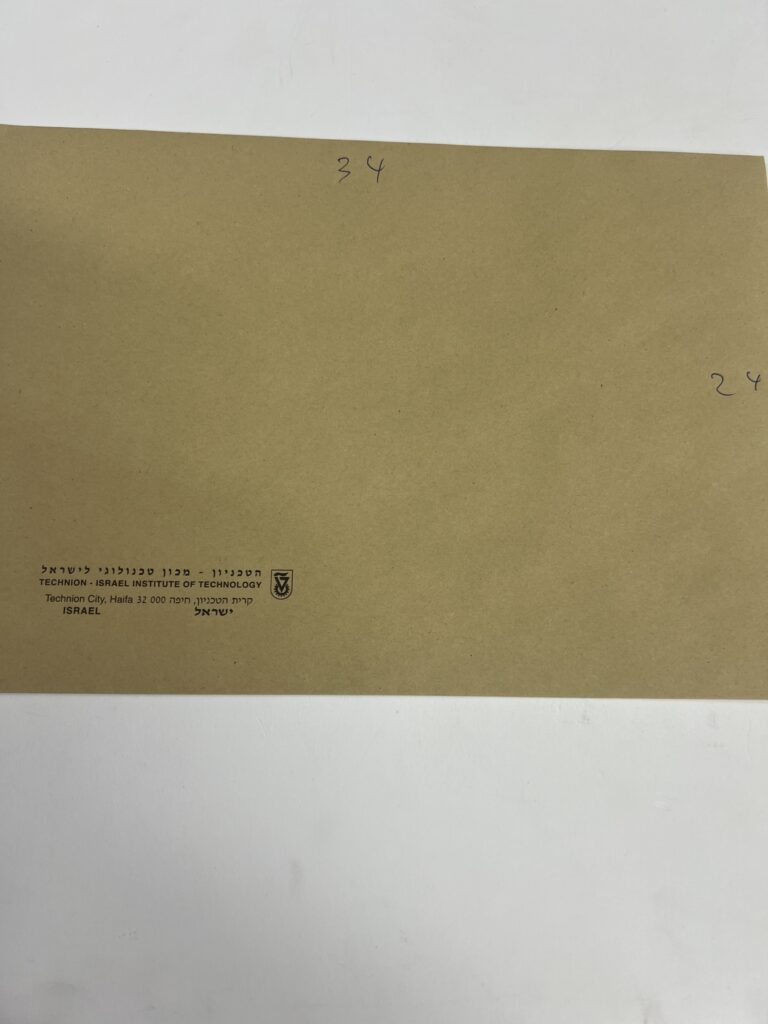 34
24
הטכניון - מכון טכנולוגי לישראל
TECHNION - ISRAEL INSTITUTE OF TECHNOLOGY
Technion City, Haifa 32 000 קרית הטכניון, חיפה
ISRAEL ישראל